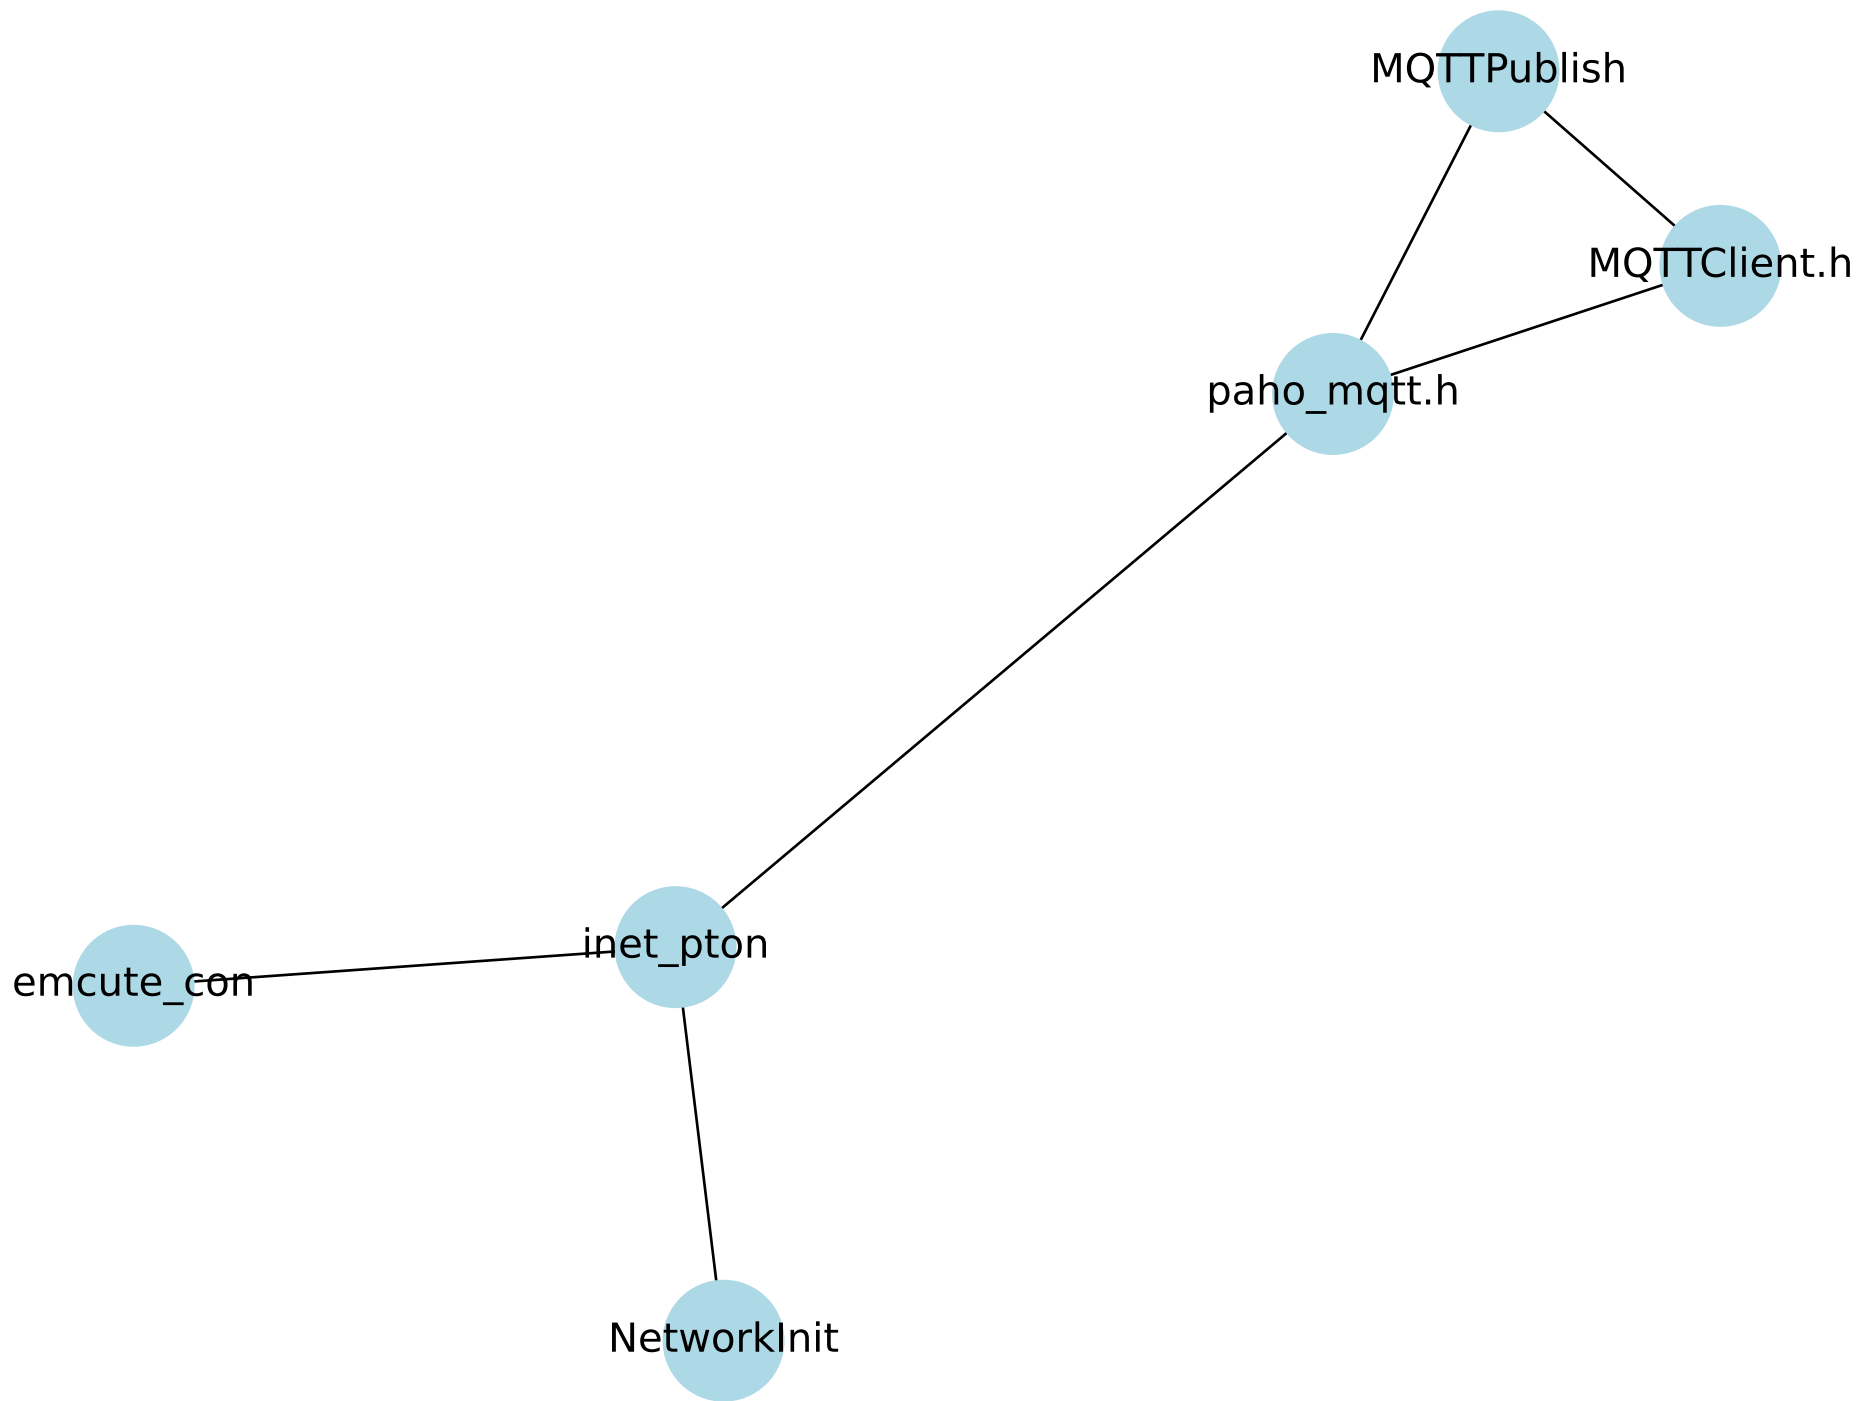 MQTTPublish
MQTTClient.h
paho_mqtt.h
inet_pton
emcute_con
NetworkInit